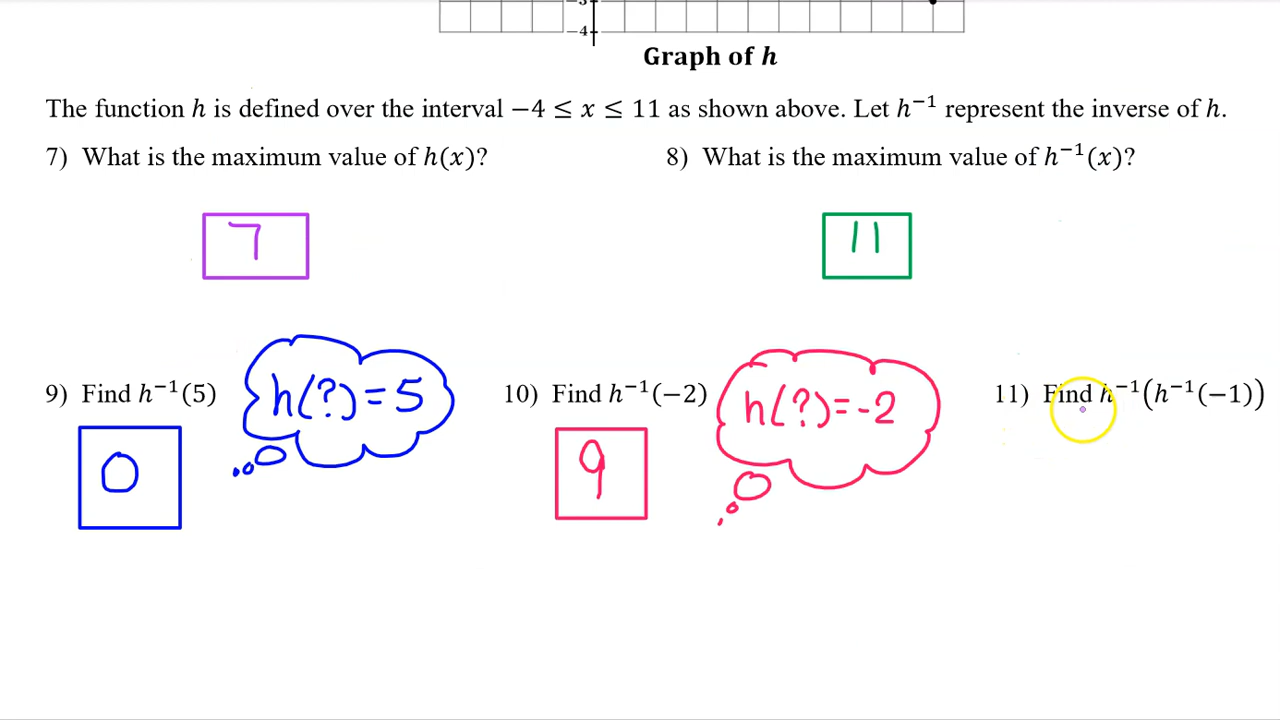 -3
-4
Graph of h
The function h is defined over the interval −4 ≤ x ≤ 11 as shown above. Let h⁻¹ represent the inverse of h.
7) What is the maximum value of h(x)?
8) What is the maximum value of h⁻¹(x)?
7
11
9) Find h⁻¹(5)
h(?)=5
0
10) Find h⁻¹(−2)
h(?)=-2
9
11) Find h⁻¹(h⁻¹(−1))